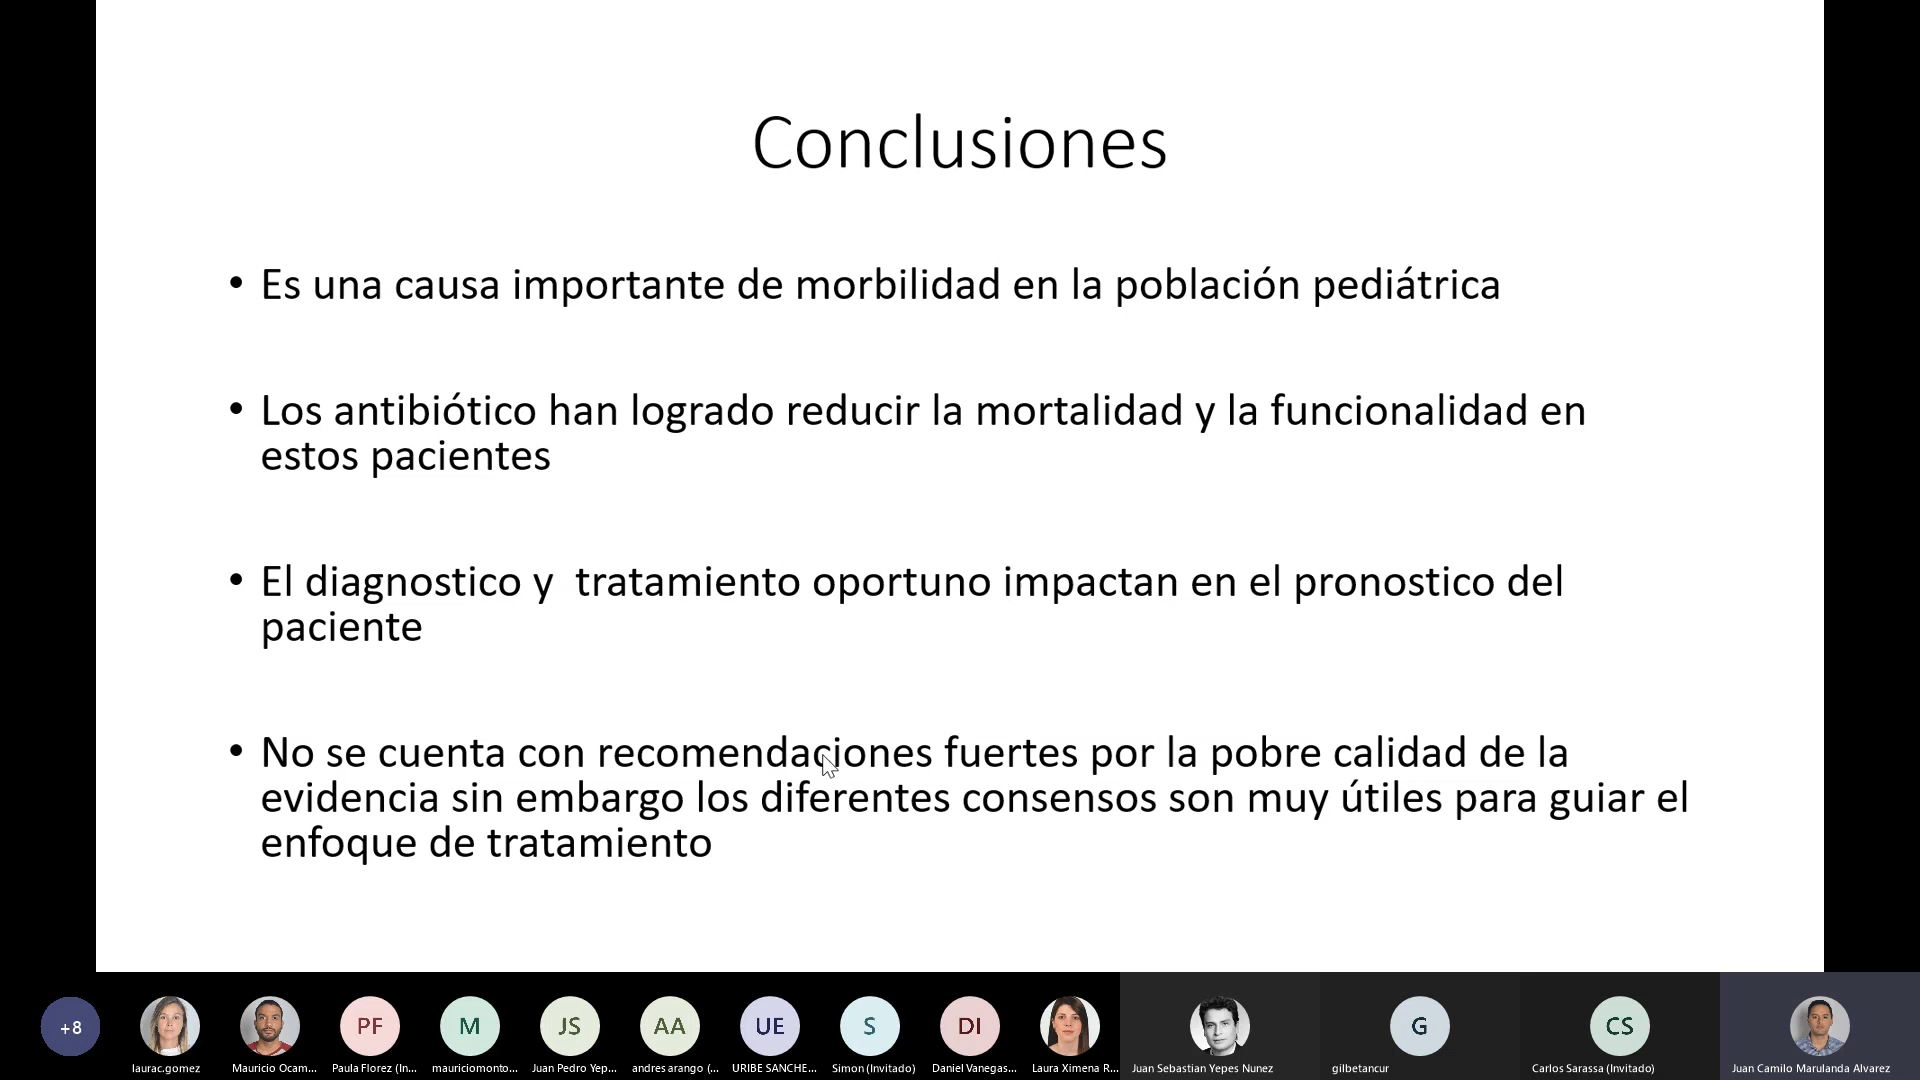 Conclusiones
• Es una causa importante de morbilidad en la población pediátrica
• Los antibiótico han logrado reducir la mortalidad y la funcionalidad en
estos pacientes
• El diagnostico y  tratamiento oportuno impactan en el pronostico del
paciente
• No se cuenta con recomendaciones fuertes por la pobre calidad de la
evidencia sin embargo los diferentes consensos son muy útiles para guiar el
enfoque de tratamiento
+8 PF M JS AA UE S DI G CS
laurac.gomez Mauricio Ocam... Paula Florez (In... mauriciomonto... Juan Pedro Yep... andres arango (... URIBE SANCHE... Simon (Invitado) Daniel Vanegas... Laura Ximena R... Juan Sebastian Yepes Nunez gilbetancur Carlos Sarassa (Invitado) Juan Camilo Marulanda Alvarez